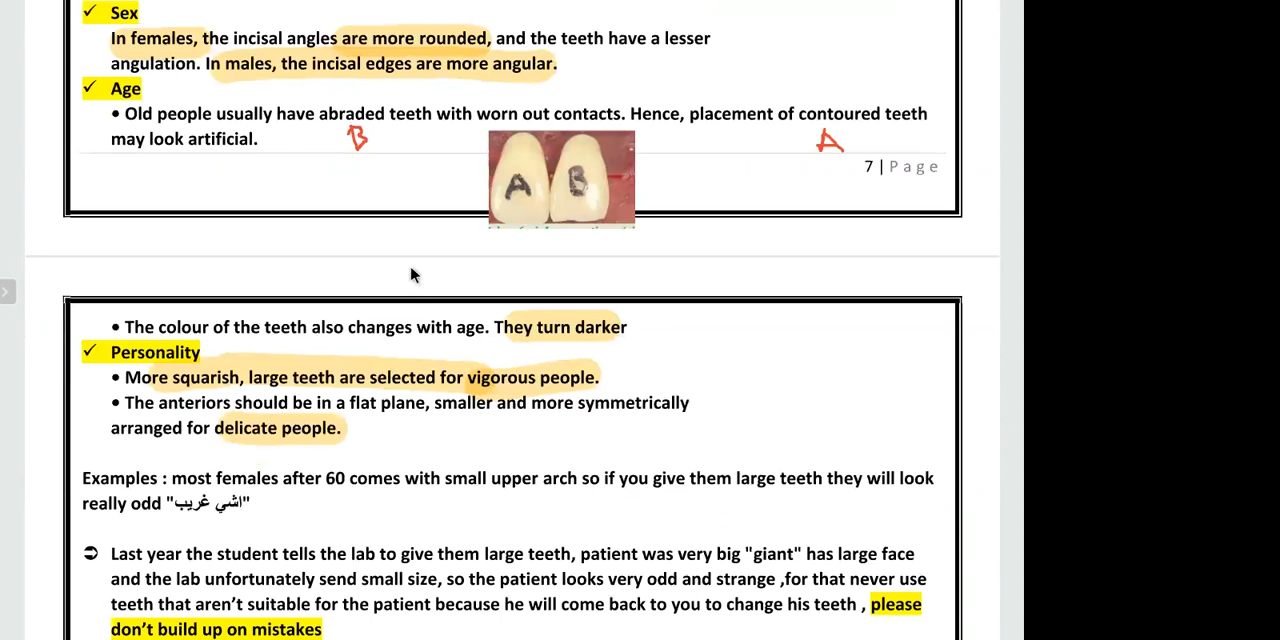 ✓ Sex
In females, the incisal angles are more rounded, and the teeth have a lesser
angulation. In males, the incisal edges are more angular.
✓ Age
• Old people usually have abraded teeth with worn out contacts. Hence, placement of contoured teeth
may look artificial.
B
A
A B
7 | Page
• The colour of the teeth also changes with age. They turn darker
✓ Personality
• More squarish, large teeth are selected for vigorous people.
• The anteriors should be in a flat plane, smaller and more symmetrically
arranged for delicate people.
Examples : most females after 60 comes with small upper arch so if you give them large teeth they will look
really odd "اشي غريب"
➲ Last year the student tells the lab to give them large teeth, patient was very big "giant" has large face
and the lab unfortunately send small size, so the patient looks very odd and strange ,for that never use
teeth that aren’t suitable for the patient because he will come back to you to change his teeth , please
don’t build up on mistakes